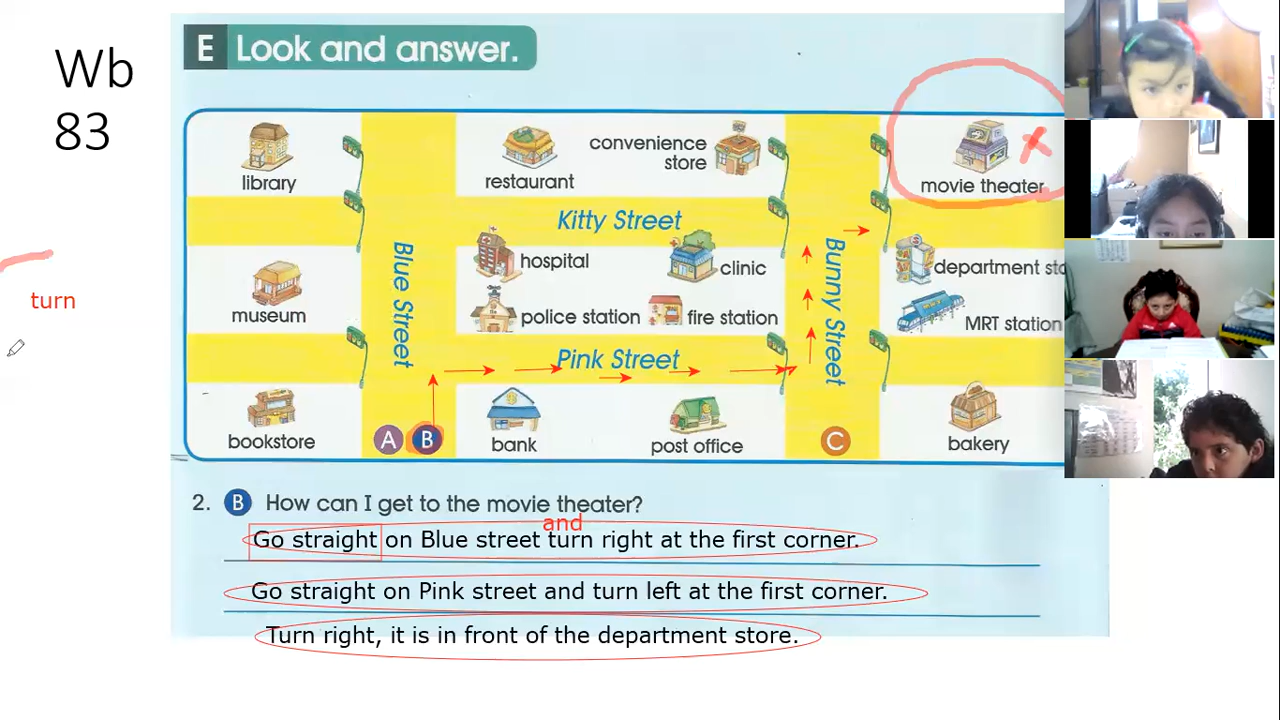 Wb
83
turn
E Look and answer.
library
restaurant
convenience
store
movie theater
Kitty Street
Blue Street
Bunny Street
museum
hospital
clinic
department sto
police station
fire station
MRT station
Pink Street
bookstore
A
B
bank
post office
C
bakery
2. B How can I get to the movie theater?
and
Go straight on Blue street turn right at the first corner.
Go straight on Pink street and turn left at the first corner.
Turn right, it is in front of the department store.